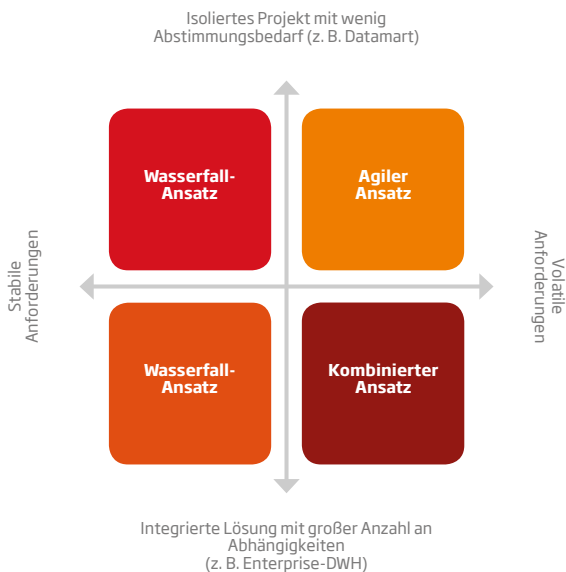 Isoliertes Projekt mit wenig
Abstimmungsbedarf (z. B. Datamart)
Wasserfall-
Ansatz
Agiler
Ansatz
Stabile
Anforderungen
Volatile
Anforderungen
Wasserfall-
Ansatz
Kombinierter
Ansatz
Integrierte Lösung mit großer Anzahl an
Abhängigkeiten
(z. B. Enterprise-DWH)